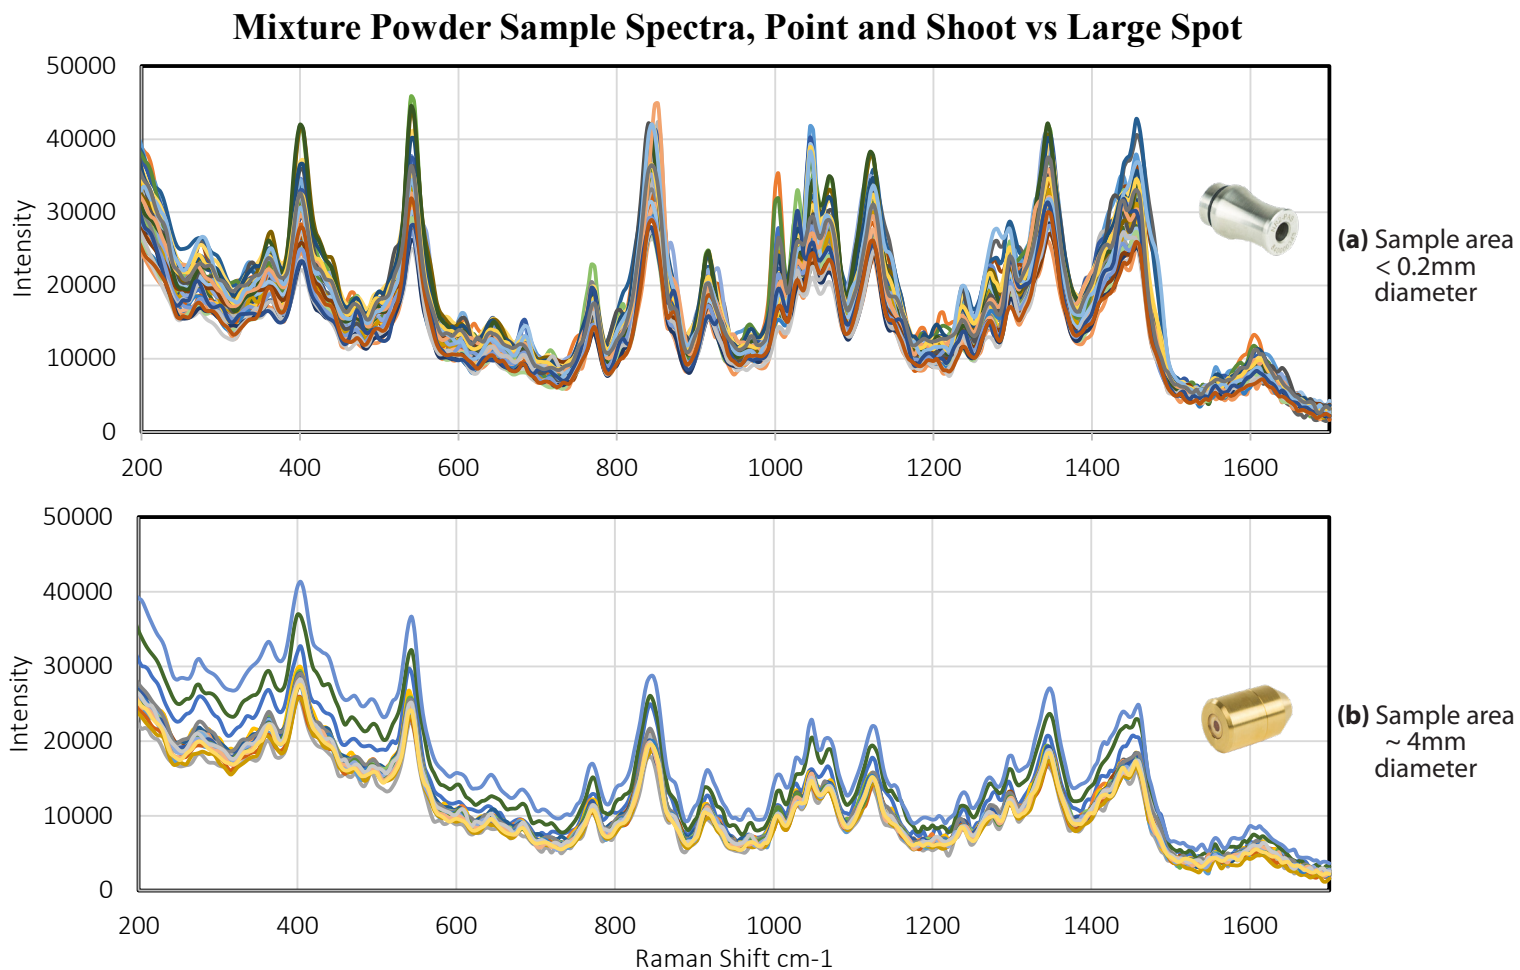 Mixture Powder Sample Spectra, Point and Shoot vs Large Spot
50000
40000
30000
20000
10000
0
Intensity
200 400 600 800 1000 1200 1400 1600
(a) Sample area
< 0.2mm
diameter
50000
40000
30000
20000
10000
0
Intensity
200 400 600 800 1000 1200 1400 1600
Raman Shift cm-1
(b) Sample area
~ 4mm
diameter